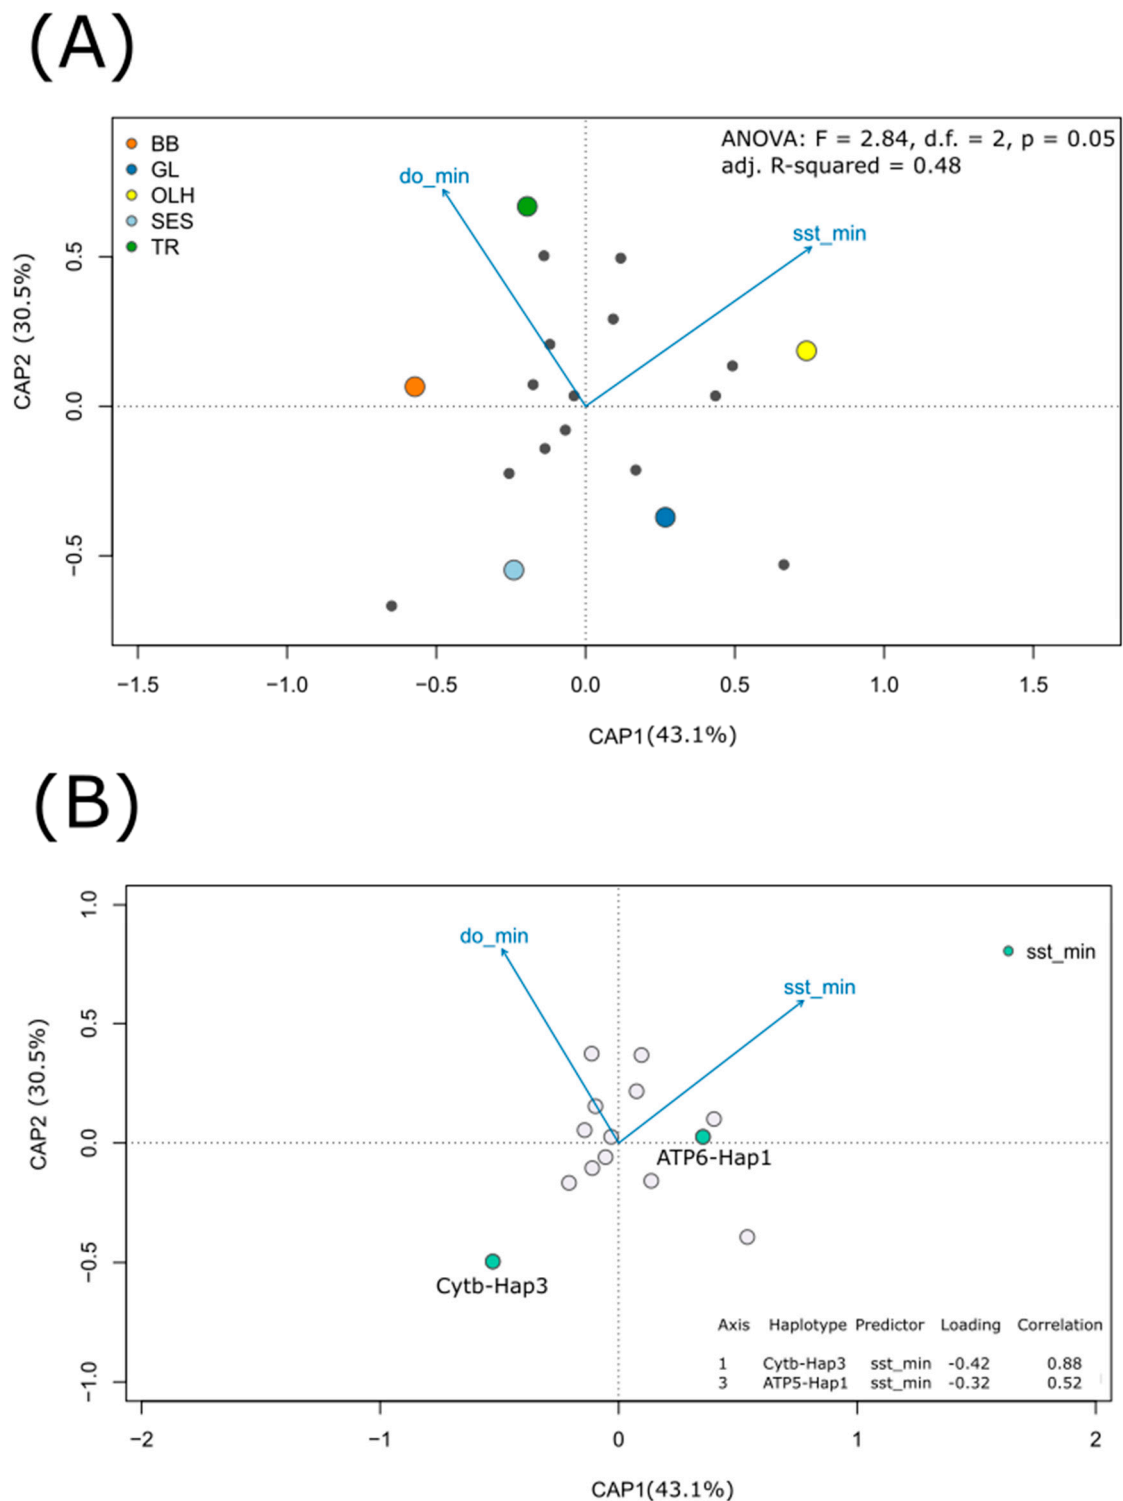 (A)
BB
GL
OLH
SES
TR
ANOVA: F = 2.84, d.f. = 2, p = 0.05
adj. R-squared = 0.48
do_min
sst_min
CAP2 (30.5%)
0.5
0.0
−0.5
−1.5 −1.0 −0.5 0.0 0.5 1.0 1.5
CAP1(43.1%)
(B)
do_min
sst_min
sst_min
ATP6-Hap1
Cytb-Hap3
CAP2 (30.5%)
1.0
0.5
0.0
−0.5
−1.0
Axis Haplotype Predictor Loading Correlation
1 Cytb-Hap3 sst_min -0.42 0.88
3 ATP5-Hap1 sst_min -0.32 0.52
−2 −1 0 1 2
CAP1(43.1%)